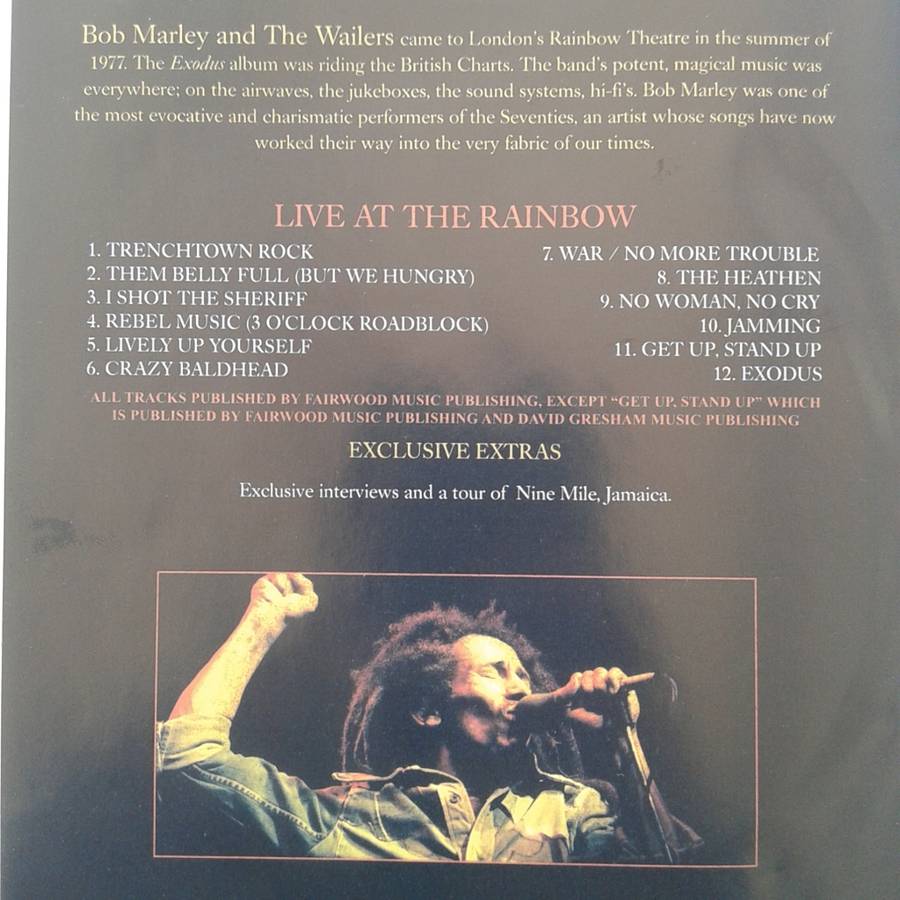 Bob Marley and The Wailers came to London's Rainbow Theatre in the summer of
1977. The Exodus album was riding the British Charts. The band's potent, magical music was
everywhere; on the airwaves, the jukeboxes, the sound systems, hi-fi's. Bob Marley was one of
the most evocative and charismatic performers of the Seventies, an artist whose songs have now
worked their way into the very fabric of our times.
LIVE AT THE RAINBOW
1. TRENCHTOWN ROCK
2. THEM BELLY FULL (BUT WE HUNGRY)
3. I SHOT THE SHERIFF
4. REBEL MUSIC (3 O'CLOCK ROADBLOCK)
5. LIVELY UP YOURSELF
6. CRAZY BALDHEAD
7. WAR / NO MORE TROUBLE
8. THE HEATHEN
9. NO WOMAN, NO CRY
10. JAMMING
11. GET UP, STAND UP
12. EXODUS
ALL TRACKS PUBLISHED BY FAIRWOOD MUSIC PUBLISHING, EXCEPT "GET UP, STAND UP" WHICH
IS PUBLISHED BY FAIRWOOD MUSIC PUBLISHING AND DAVID GRESHAM MUSIC PUBLISHING
EXCLUSIVE EXTRAS
Exclusive interviews and a tour of Nine Mile, Jamaica.